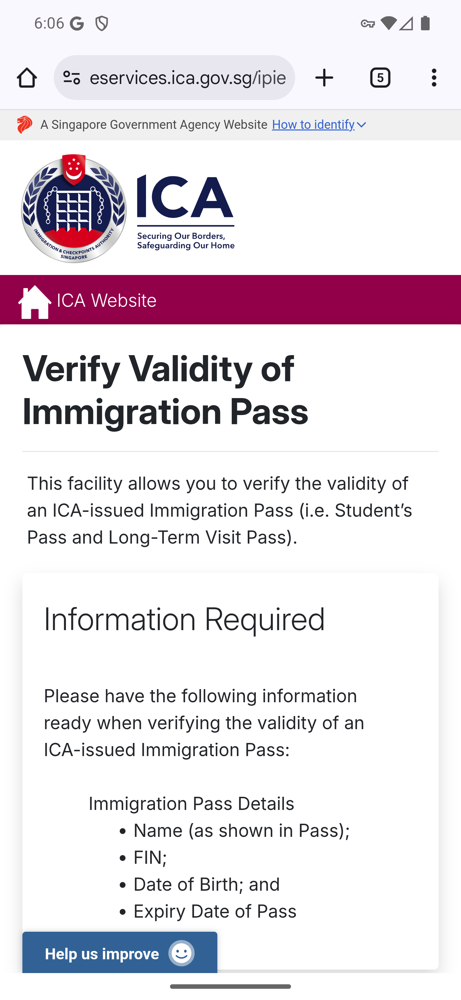 6:06
eservices.ica.gov.sg/ipie
5
A Singapore Government Agency Website How to identify
IMMIGRATION & CHECKPOINTS AUTHORITY
SINGAPORE
ICA
Securing Our Borders,
Safeguarding Our Home
ICA Website
Verify Validity of
Immigration Pass
This facility allows you to verify the validity of
an ICA-issued Immigration Pass (i.e. Student’s
Pass and Long-Term Visit Pass).
Information Required
Please have the following information
ready when verifying the validity of an
ICA-issued Immigration Pass:
Immigration Pass Details
• Name (as shown in Pass);
• FIN;
• Date of Birth; and
• Expiry Date of Pass
Help us improve